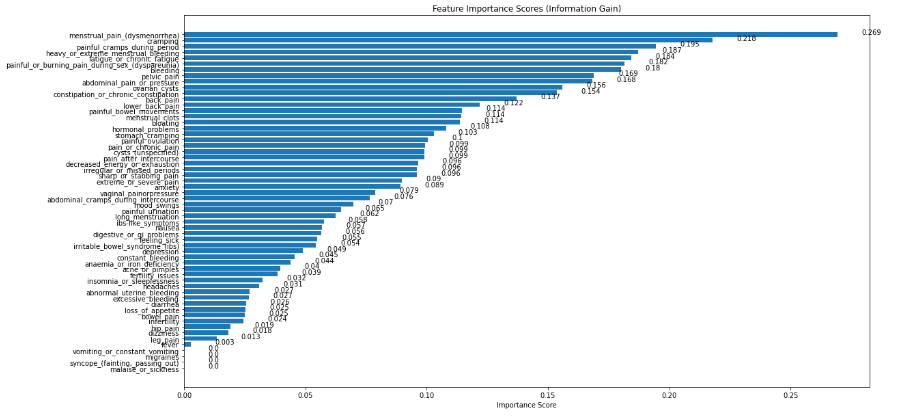 Feature Importance Scores (Information Gain)
menstrual_pain_(dysmenorrhea) 0.269
cramping 0.218
painful_cramps_during_period 0.195
heavy_or_extreme_menstrual_bleeding 0.187
fatigue_or_chronic_fatigue 0.184
painful_or_burning_pain_during_sex_(dyspareunia) 0.182
bleeding 0.18
pelvic_pain 0.169
abdominal_pain_or_pressure 0.168
ovarian_cysts 0.156
constipation_or_chronic_constipation 0.154
back_pain 0.137
lower_back_pain 0.122
painful_bowel_movements 0.114
menstrual_clots 0.114
bloating 0.114
hormonal_problems 0.108
stomach_cramping 0.103
painful_ovulation 0.1
pain_or_chronic_pain 0.099
cysts_(unspecified) 0.099
pain_after_intercourse 0.099
decreased_energy_or_exhaustion 0.096
irregular_or_missed_periods 0.096
sharp_or_stabbing_pain 0.096
extreme_or_severe_pain 0.09
anxiety 0.089
vaginal_painorpressure 0.079
abdominal_cramps_during_intercourse 0.076
mood_swings 0.07
painful_urination 0.065
long_menstruation 0.062
ibs-like_symptoms 0.058
nausea 0.057
digestive_or_gi_problems 0.056
feeling_sick 0.055
irritable_bowel_syndrome_(ibs) 0.054
depression 0.049
constant_bleeding 0.045
anaemia_or_iron_deficiency 0.044
acne_or_pimples 0.04
fertility_issues 0.039
insomnia_or_sleeplessness 0.032
headaches 0.031
abnormal_uterine_bleeding 0.027
excessive_bleeding 0.027
diarrhea 0.026
loss_of_appetite 0.025
bowel_pain 0.025
infertility 0.024
hip_pain 0.019
dizziness 0.018
leg_pain 0.013
fever 0.003
vomiting_or_constant_vomiting 0.0
migraines 0.0
syncope_(fainting,_passing_out) 0.0
malaise_or_sickness 0.0
0.00 0.05 0.10 0.15 0.20 0.25
Importance Score